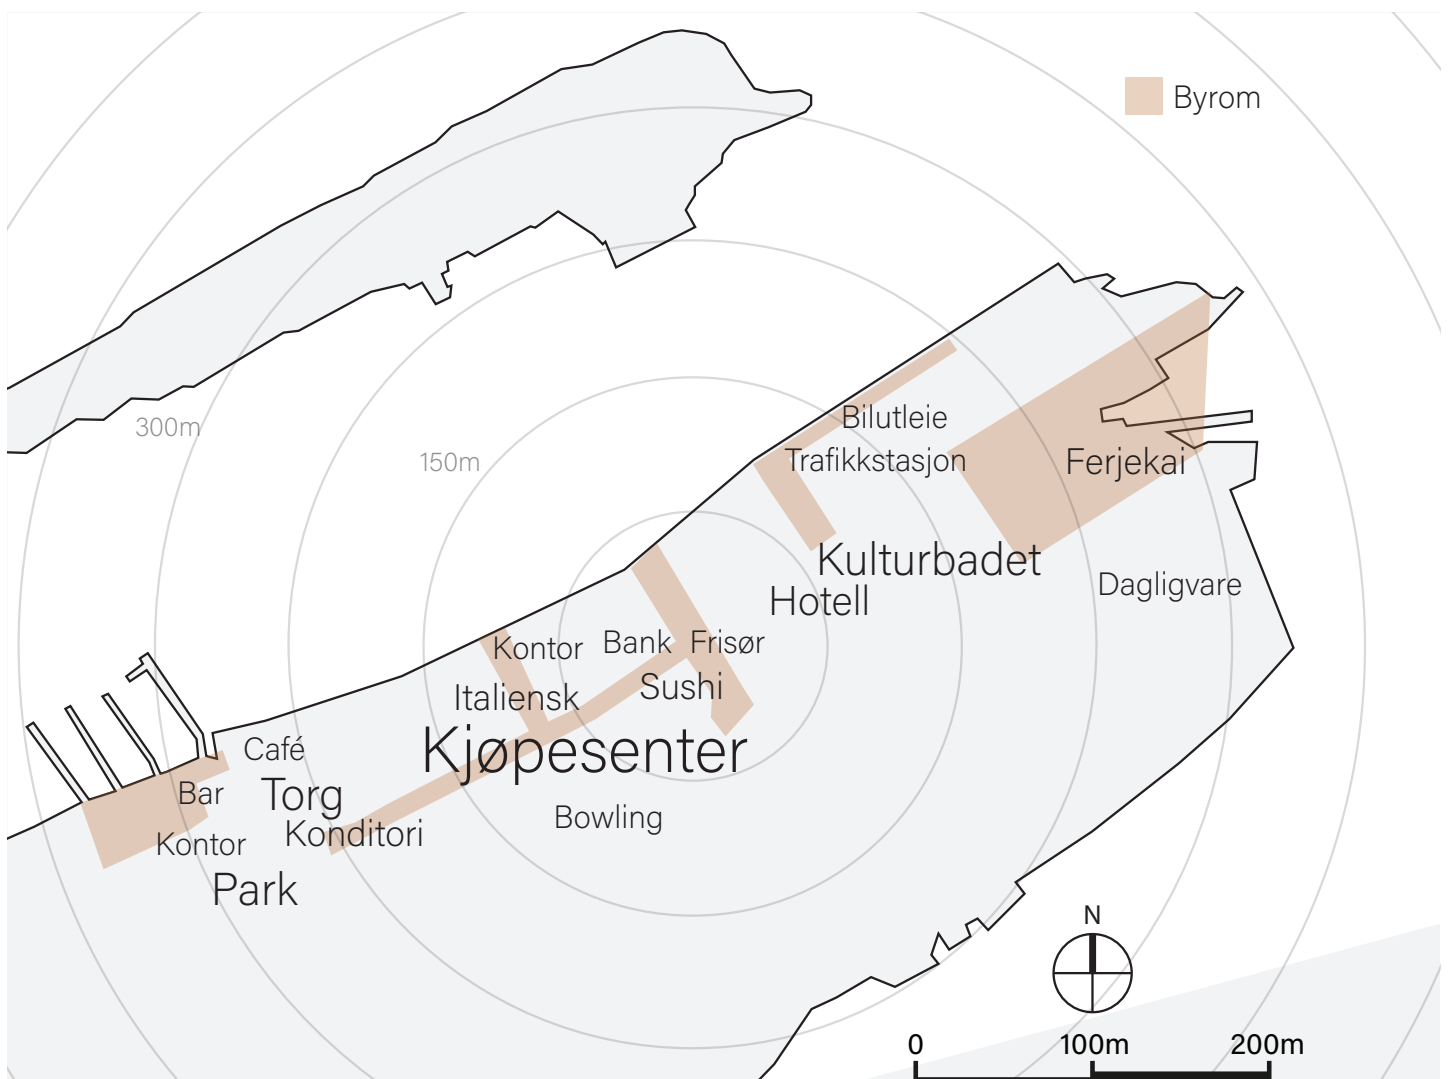 Byrom
300m
150m
Bilutleie
Trafikkstasjon
Ferjekai
Kulturbadet
Dagligvare
Hotell
Kontor
Bank
Frisør
Italiensk
Sushi
Café
Kjøpesenter
Bar
Torg
Bowling
Konditori
Kontor
Park
N
0
100m
200m